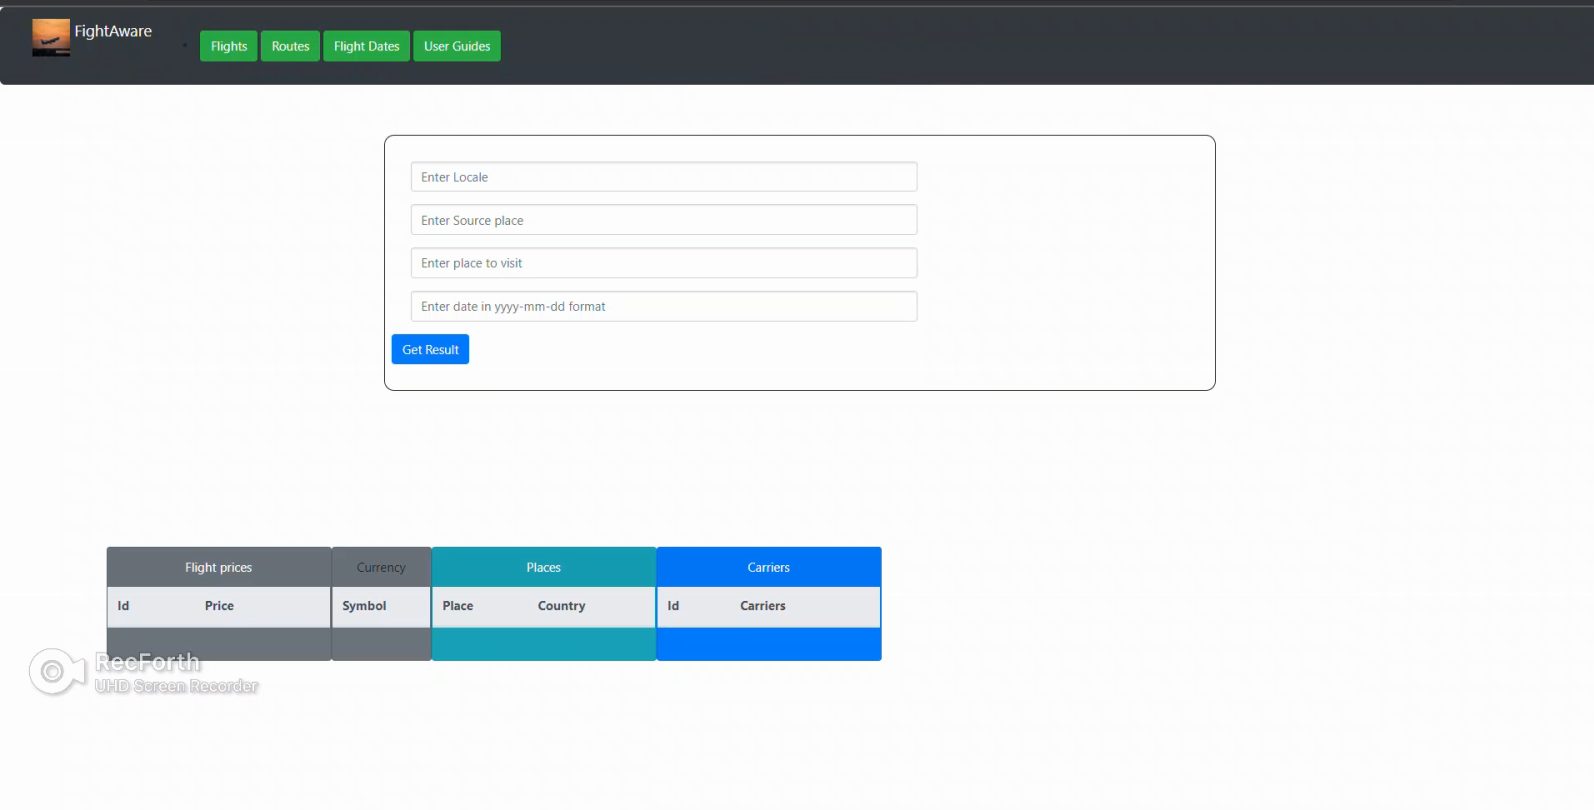 FightAware
Flights Routes Flight Dates User Guides
Enter Locale
Enter Source place
Enter place to visit
Enter date in yyyy-mm-dd format
Get Result
Flight prices Currency Places Carriers
Id Price Symbol Place Country Id Carriers
RecForth
UHD Screen Recorder